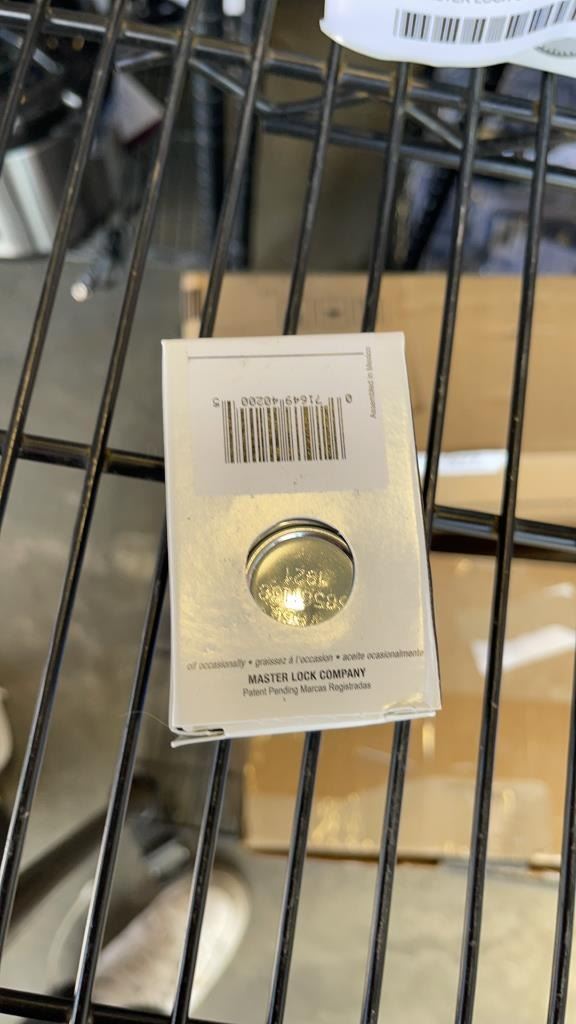 0 71649 40200 5
Assembled in Mexico
oil occasionally • graissez à l'occasion • aceite ocasionalmente
MASTER LOCK COMPANY
Patent Pending Marcas Registradas